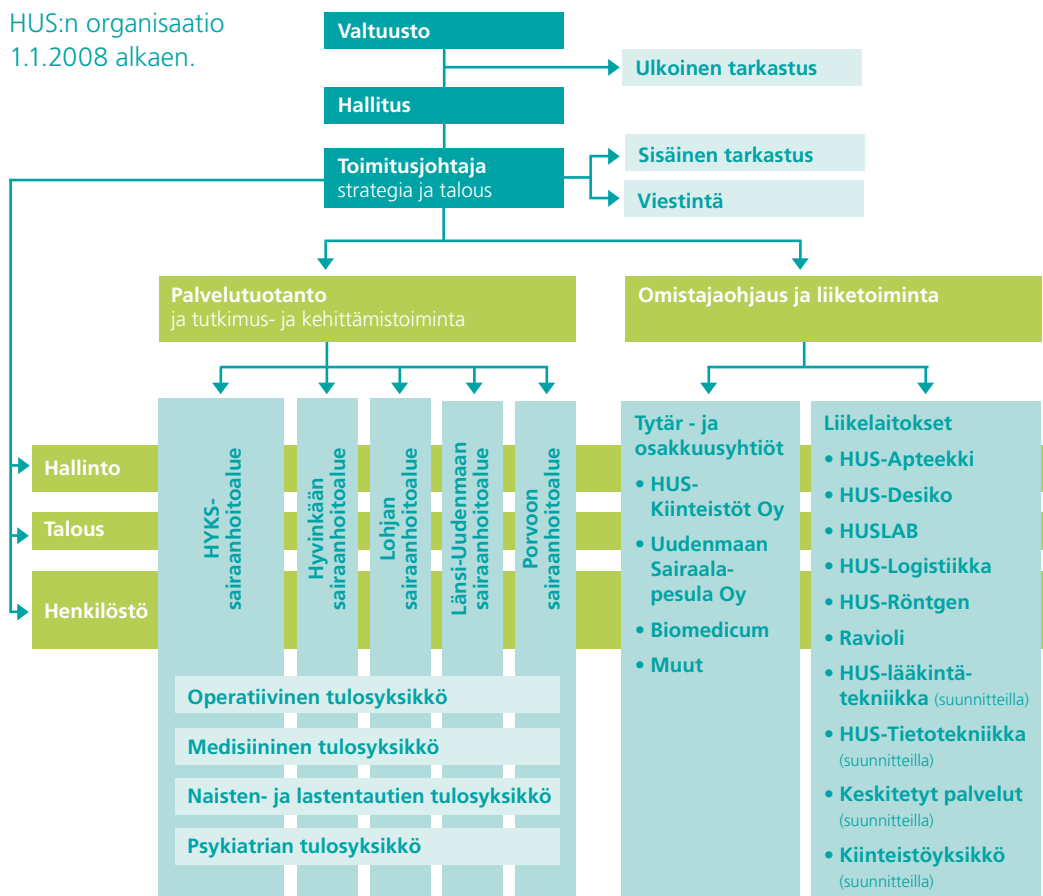 HUS:n organisaatio
1.1.2008 alkaen.
Valtuusto
Ulkoinen tarkastus
Hallitus
Toimitusjohtaja
strategia ja talous
Sisäinen tarkastus
Viestintä
Palvelutuotanto
ja tutkimus- ja kehittämistoiminta
Omistajaohjaus ja liiketoiminta
Hallinto
Talous
Henkilöstö
HYKS-
sairaanhoitoalue
Hyvinkään
sairaanhoitoalue
Lohjan
sairaanhoitoalue
Länsi-Uudenmaan
sairaanhoitoalue
Porvoon
sairaanhoitoalue
Operatiivinen tulosyksikkö
Medisiininen tulosyksikkö
Naisten- ja lastentautien tulosyksikkö
Psykiatrian tulosyksikkö
Tytär - ja
osakkuusyhtiöt
• HUS-
Kiinteistöt Oy
• Uudenmaan
Sairaala-
pesula Oy
• Biomedicum
• Muut
Liikelaitokset
• HUS-Apteekki
• HUS-Desiko
• HUSLAB
• HUS-Logistiikka
• HUS-Röntgen
• Ravioli
• HUS-lääkintä-
tekniikka (suunnitteilla)
• HUS-Tietotekniikka
(suunnitteilla)
• Keskitetyt palvelut
(suunnitteilla)
• Kiinteistöyksikkö
(suunnitteilla)